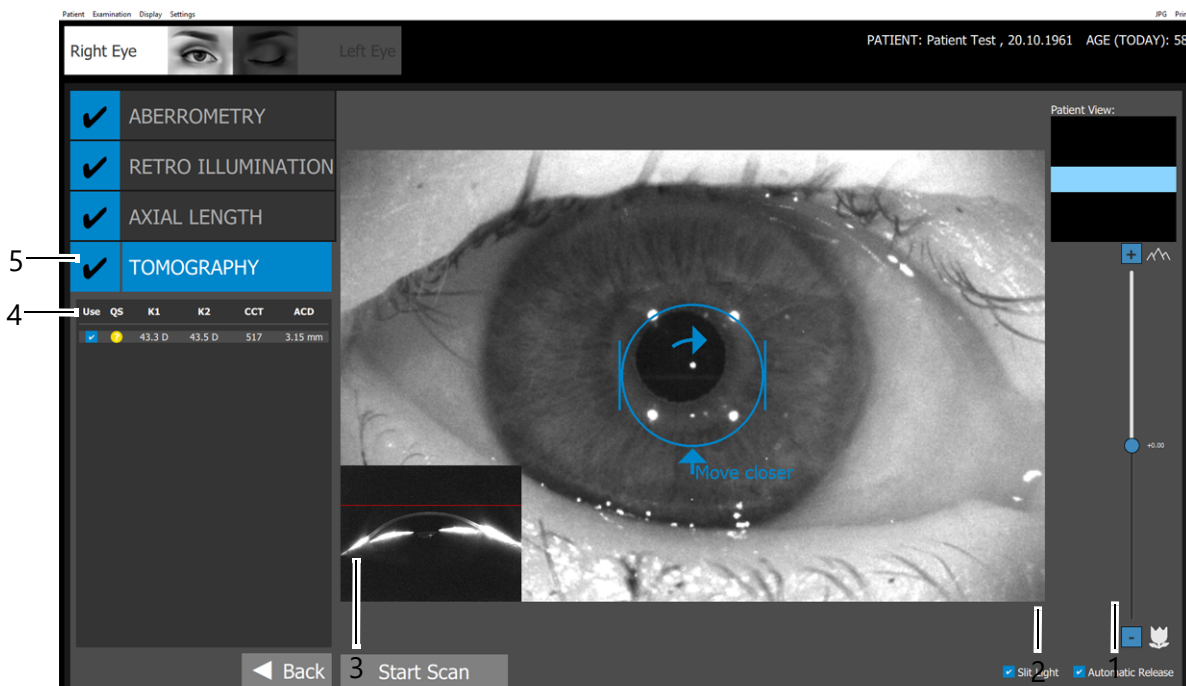 Patient Examination Display Settings JPG Prin
Right Eye Left Eye PATIENT: Patient Test , 20.10.1961 AGE (TODAY): 58
ABERROMETRY
Patient View:
RETRO ILLUMINATION
AXIAL LENGTH
5 TOMOGRAPHY
+
4 Use QS K1 K2 CCT ACD
? 43.3 D 43.5 D 517 3.15 mm
+0.00
Move closer
-
Back 3 Start Scan 2 1
Slit Light Automatic Release